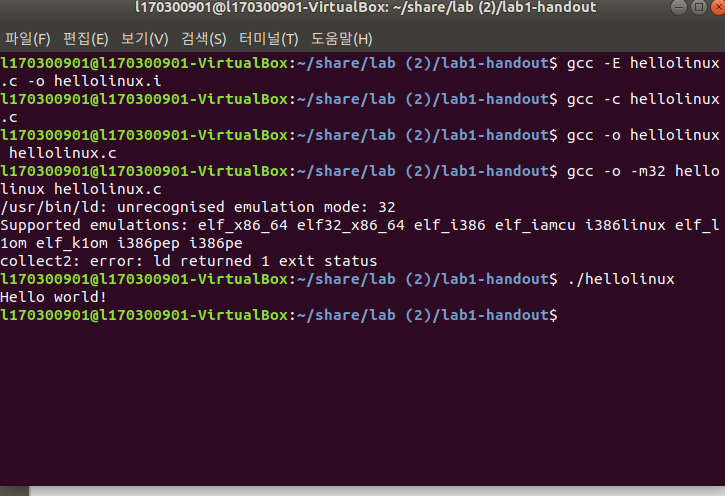 l170300901@l170300901-VirtualBox: ~/share/lab (2)/lab1-handout
파일(F) 편집(E) 보기(V) 검색(S) 터미널(T) 도움말(H)
l170300901@l170300901-VirtualBox:~/share/lab (2)/lab1-handout$ gcc -E hellolinux
.c -o hellolinux.i
l170300901@l170300901-VirtualBox:~/share/lab (2)/lab1-handout$ gcc -c hellolinux
.c
l170300901@l170300901-VirtualBox:~/share/lab (2)/lab1-handout$ gcc -o hellolinux
 hellolinux.c
l170300901@l170300901-VirtualBox:~/share/lab (2)/lab1-handout$ gcc -o -m32 hello
linux hellolinux.c
/usr/bin/ld: unrecognised emulation mode: 32
Supported emulations: elf_x86_64 elf32_x86_64 elf_i386 elf_iamcu i386linux elf_l
1om elf_k1om i386pep i386pe
collect2: error: ld returned 1 exit status
l170300901@l170300901-VirtualBox:~/share/lab (2)/lab1-handout$ ./hellolinux
Hello world!
l170300901@l170300901-VirtualBox:~/share/lab (2)/lab1-handout$